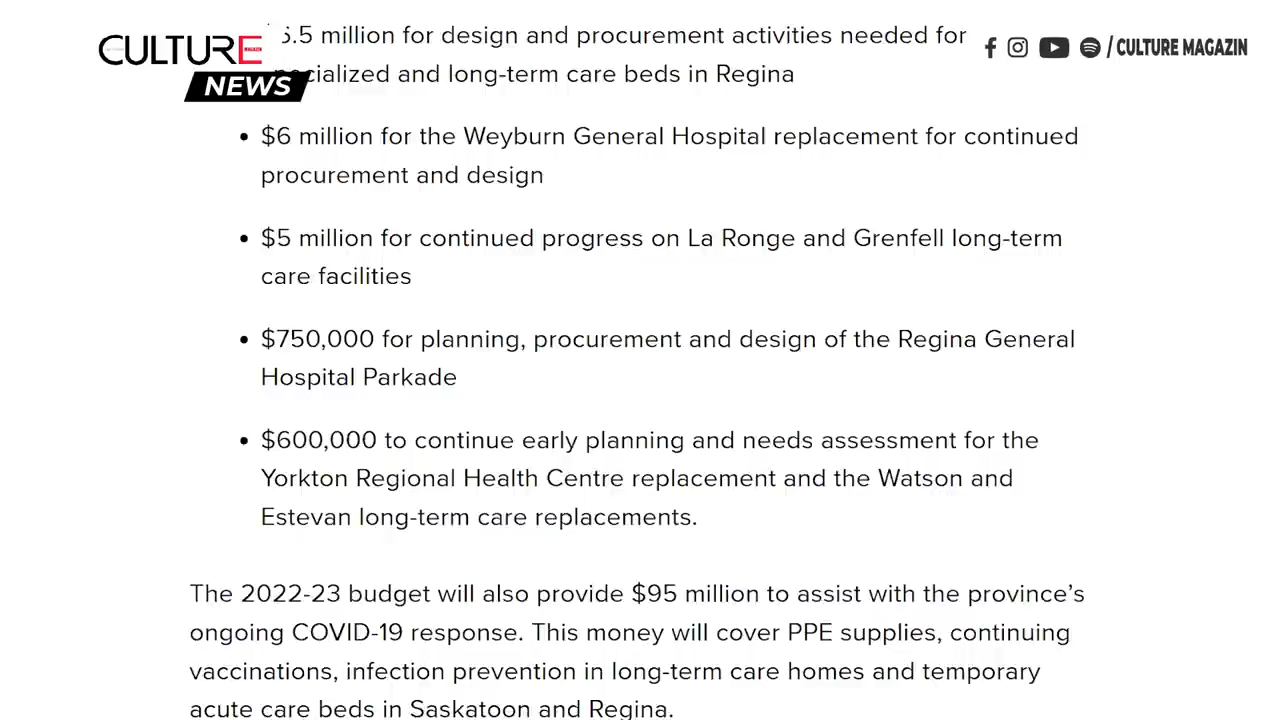 CULTURE
NEWS
/ CULTURE MAGAZIN
.5 million for design and procurement activities needed for
and long-term care beds in Regina
• $6 million for the Weyburn General Hospital replacement for continued
procurement and design
• $5 million for continued progress on La Ronge and Grenfell long-term
care facilities
• $750,000 for planning, procurement and design of the Regina General
Hospital Parkade
• $600,000 to continue early planning and needs assessment for the
Yorkton Regional Health Centre replacement and the Watson and
Estevan long-term care replacements.
The 2022-23 budget will also provide $95 million to assist with the province’s
ongoing COVID-19 response. This money will cover PPE supplies, continuing
vaccinations, infection prevention in long-term care homes and temporary
acute care beds in Saskatoon and Regina.